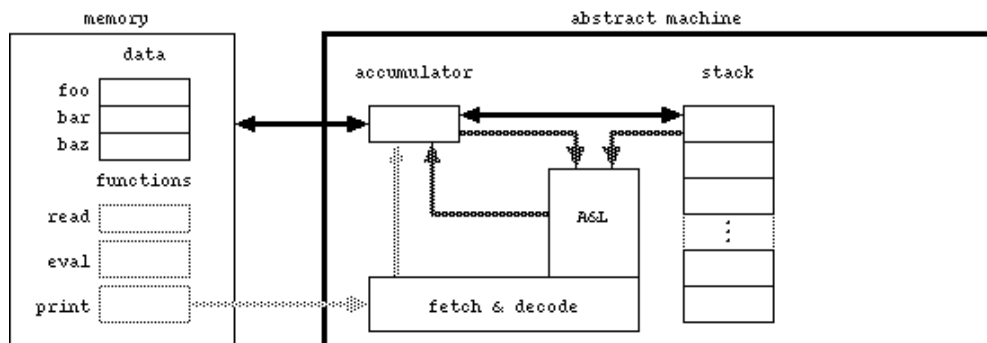 memory
abstract machine
data
accumulator
stack
foo
bar
baz
functions
read
A&L
eval
print
fetch & decode